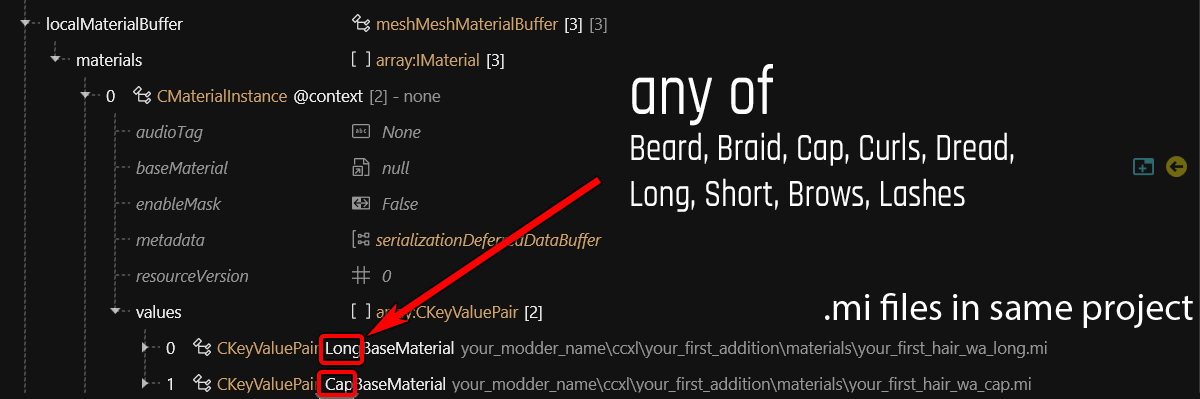 localMaterialBuffer meshMeshMaterialBuffer [3] [3]
materials [ ] array:IMaterial [3]
0 CMaterialInstance @context [2] - none
any of
audioTag abc None
Beard, Braid, Cap, Curls, Dread,
baseMaterial null
Long, Short, Brows, Lashes
enableMask False
metadata serializationDeferredDataBuffer
resourceVersion 0
values [ ] array:CKeyValuePair [2]
.mi files in same project
0 CKeyValuePair LongBaseMaterial your_modder_name\ccxl\your_first_addition\materials\your_first_hair_wa_long.mi
1 CKeyValuePair CapBaseMaterial your_modder_name\ccxl\your_first_addition\materials\your_first_hair_wa_cap.mi